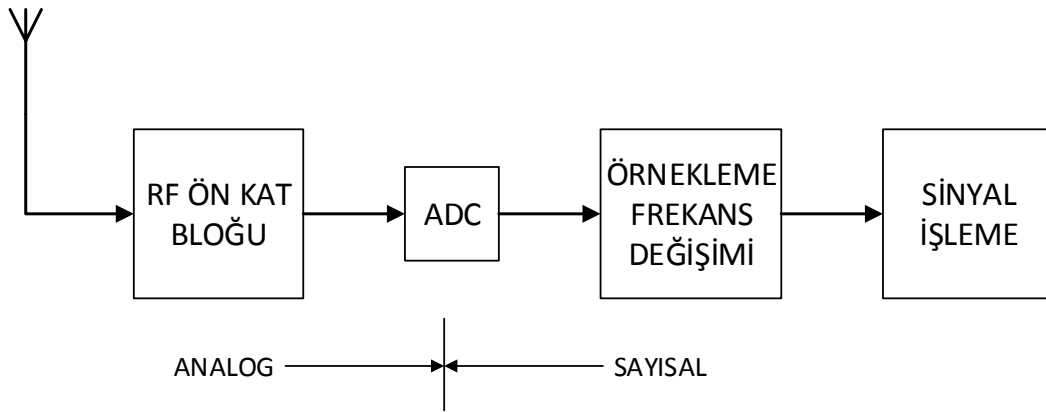 RF ÖN KAT
BLOĞU
ADC
ÖRNEKLEME
FREKANS
DEĞİŞİMİ
SİNYAL
İŞLEME
ANALOG
SAYISAL